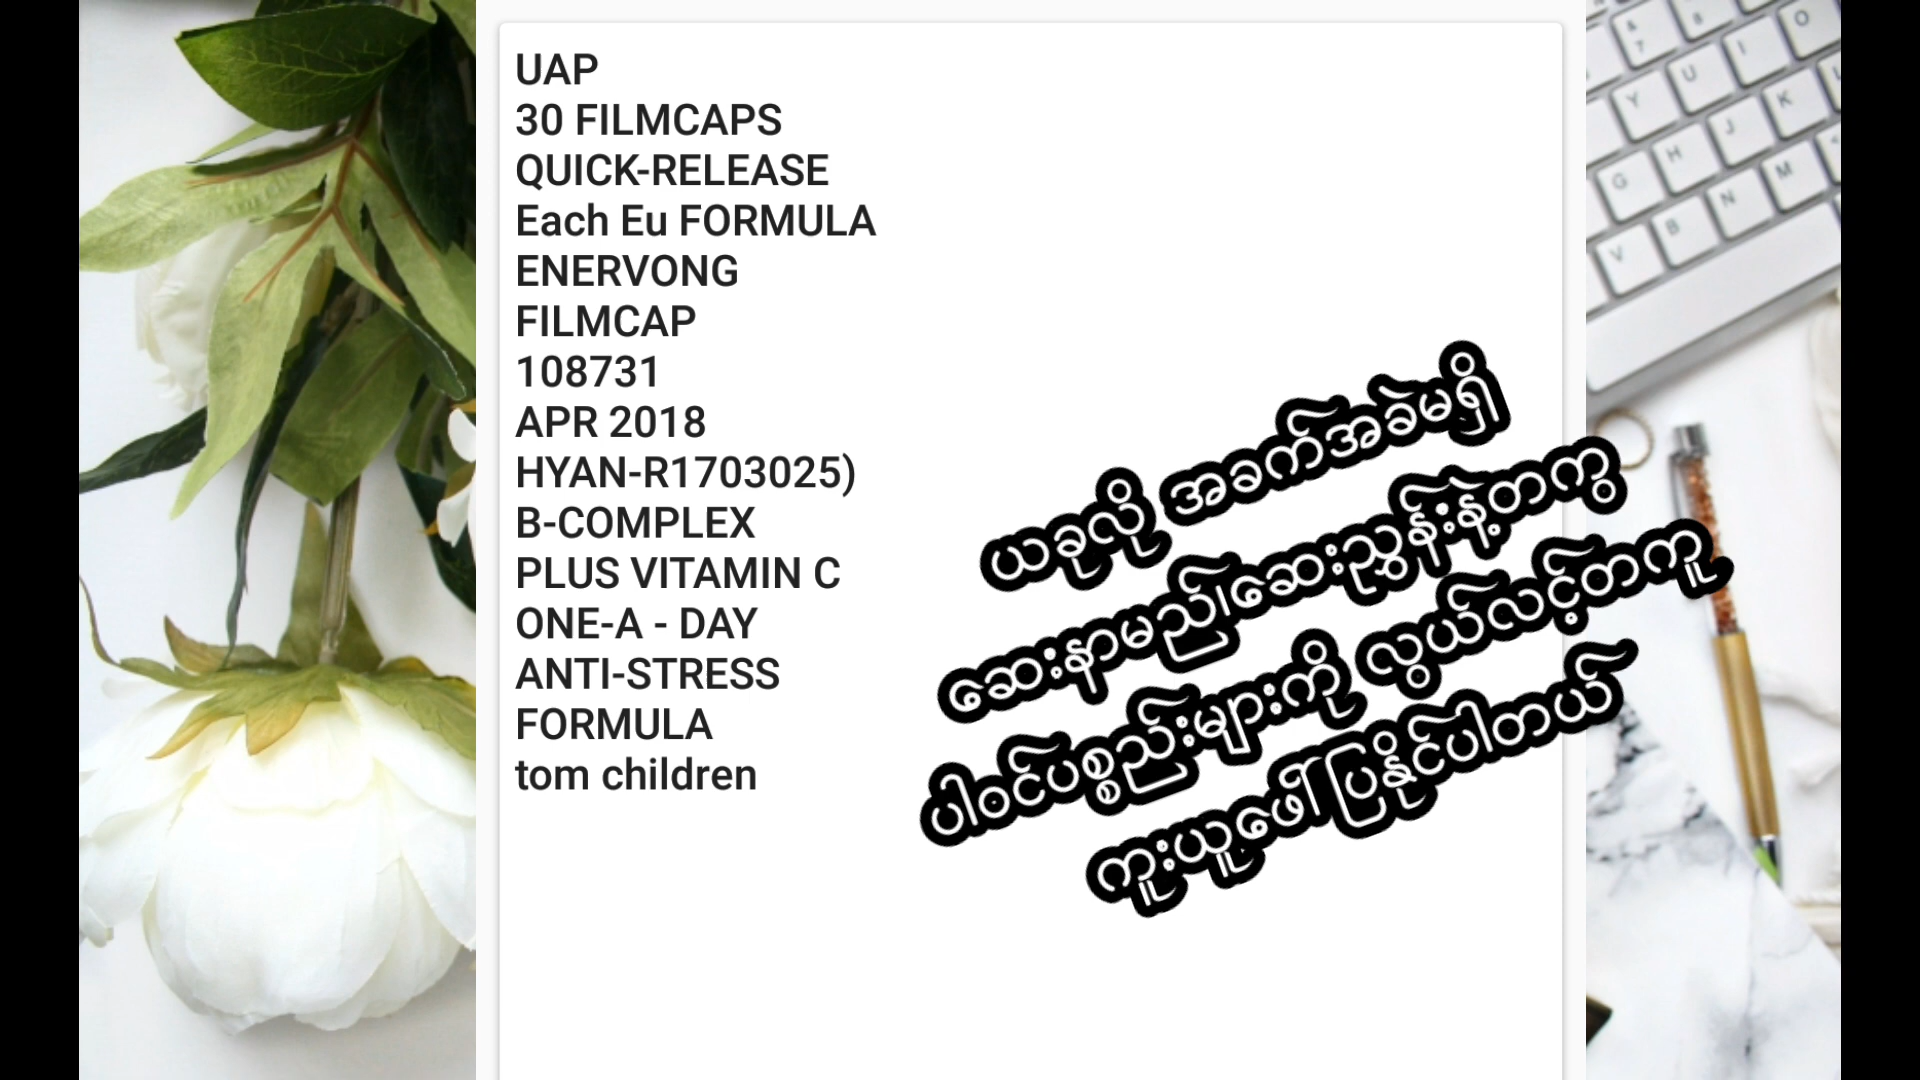 UAP
30 FILMCAPS
QUICK-RELEASE
Each Eu FORMULA
ENERVONG
FILMCAP
108731
APR 2018
HYAN-R1703025)
B-COMPLEX
PLUS VITAMIN C
ONE-A - DAY
ANTI-STRESS
FORMULA
tom children
ယခုလို အခက်အခဲမရှိ
ဆေးနာမည်၊ဆေးညွှန်းနဲ့တကွ
ပါဝင်ပစ္စည်းများကို လွယ်လင့်တကူ
ကူးယူဖေါ်ပြနိုင်ပါတယ်